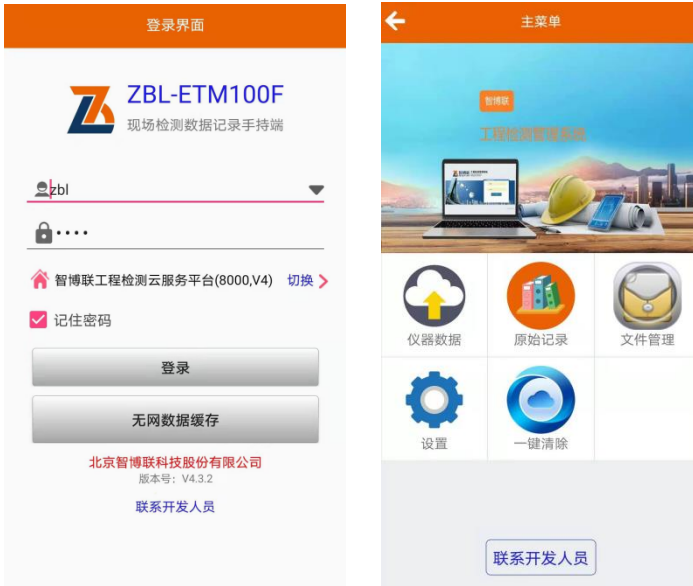 登录界面
ZBL-ETM100F
现场检测数据记录手持端
zbl
智博联工程检测云服务平台(8000,V4) 切换
记住密码
登录
无网数据缓存
北京智博联科技股份有限公司
版本号：V4.3.2
联系开发人员
主菜单
智博联
工程检测管理系统
仪器数据
原始记录
文件管理
设置
一键清除
联系开发人员